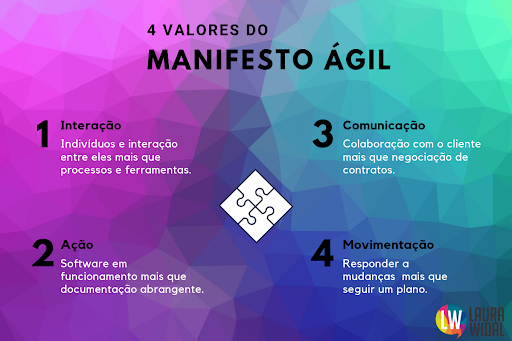 4 VALORES DO
MANIFESTO ÁGIL
1 Interação
Indivíduos e interação
entre eles mais que
processos e ferramentas.
2 Ação
Software em
funcionamento mais que
documentação abrangente.
3 Comunicação
Colaboração com o cliente
mais que negociação de
contratos.
4 Movimentação
Responder a
mudanças mais que
seguir um plano.
LW LAURA
WIDAL